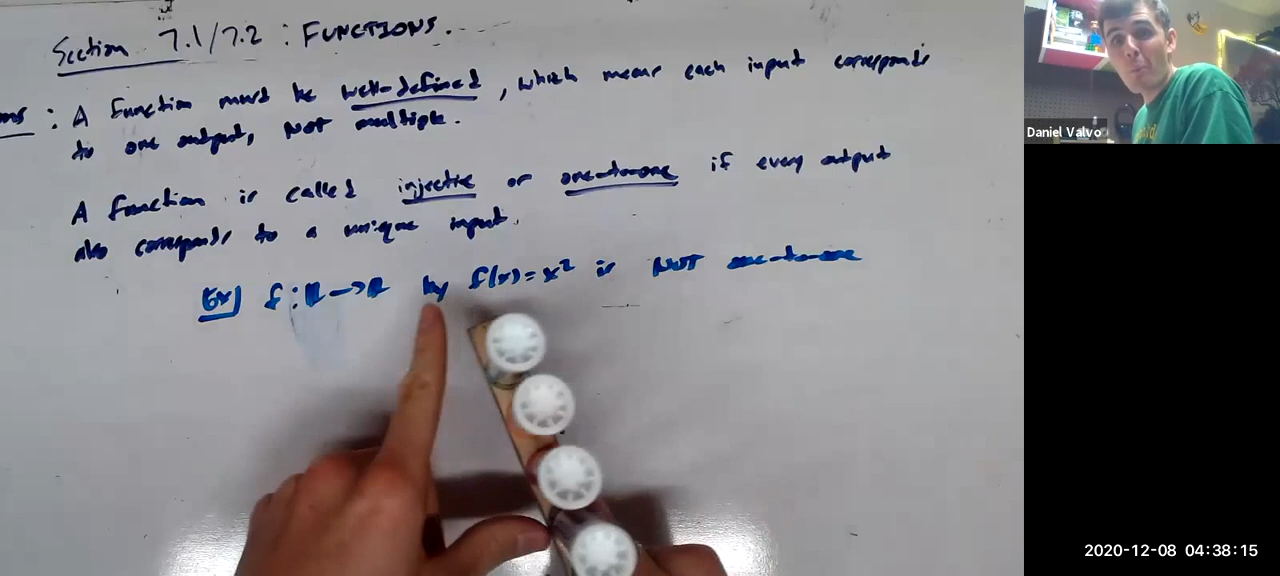 Section 7.1/7.2 : FUNCTIONS.
: A function must be well-defined, which means each input corresponds
to one output, NOT multiple.
A function is called injective or one-to-one if every output
also corresponds to a unique input.
Ex) f:ℝ→ℝ by f(x)=x² is NOT one-to-one
Daniel Valvo
2020-12-08 04:38:15